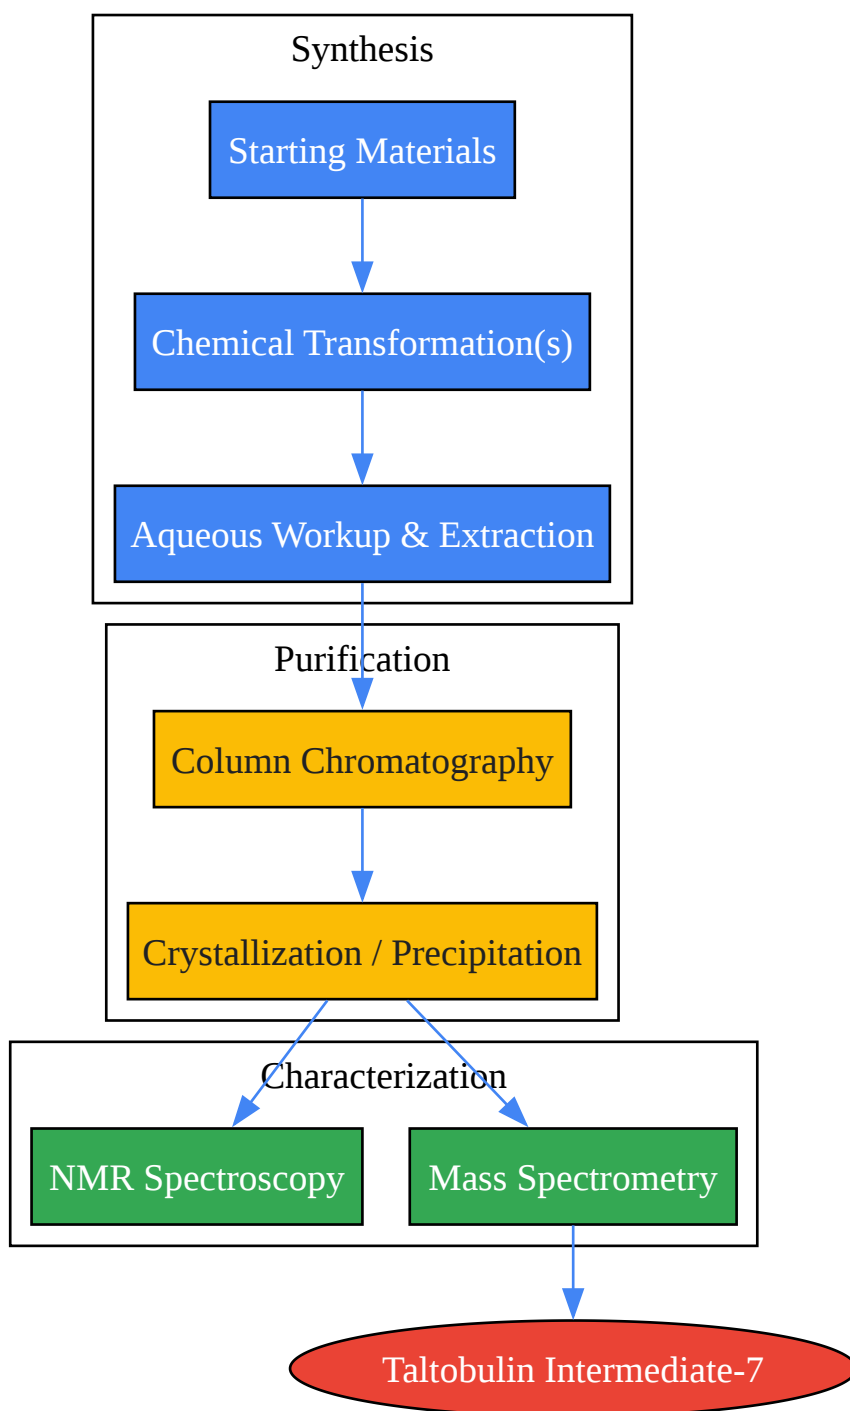 Synthesis
Starting Materials
Chemical Transformation(s)
Aqueous Workup & Extraction
Purification
Column Chromatography
Crystallization / Precipitation
Characterization
NMR Spectroscopy
Mass Spectrometry
Taltobulin Intermediate-7